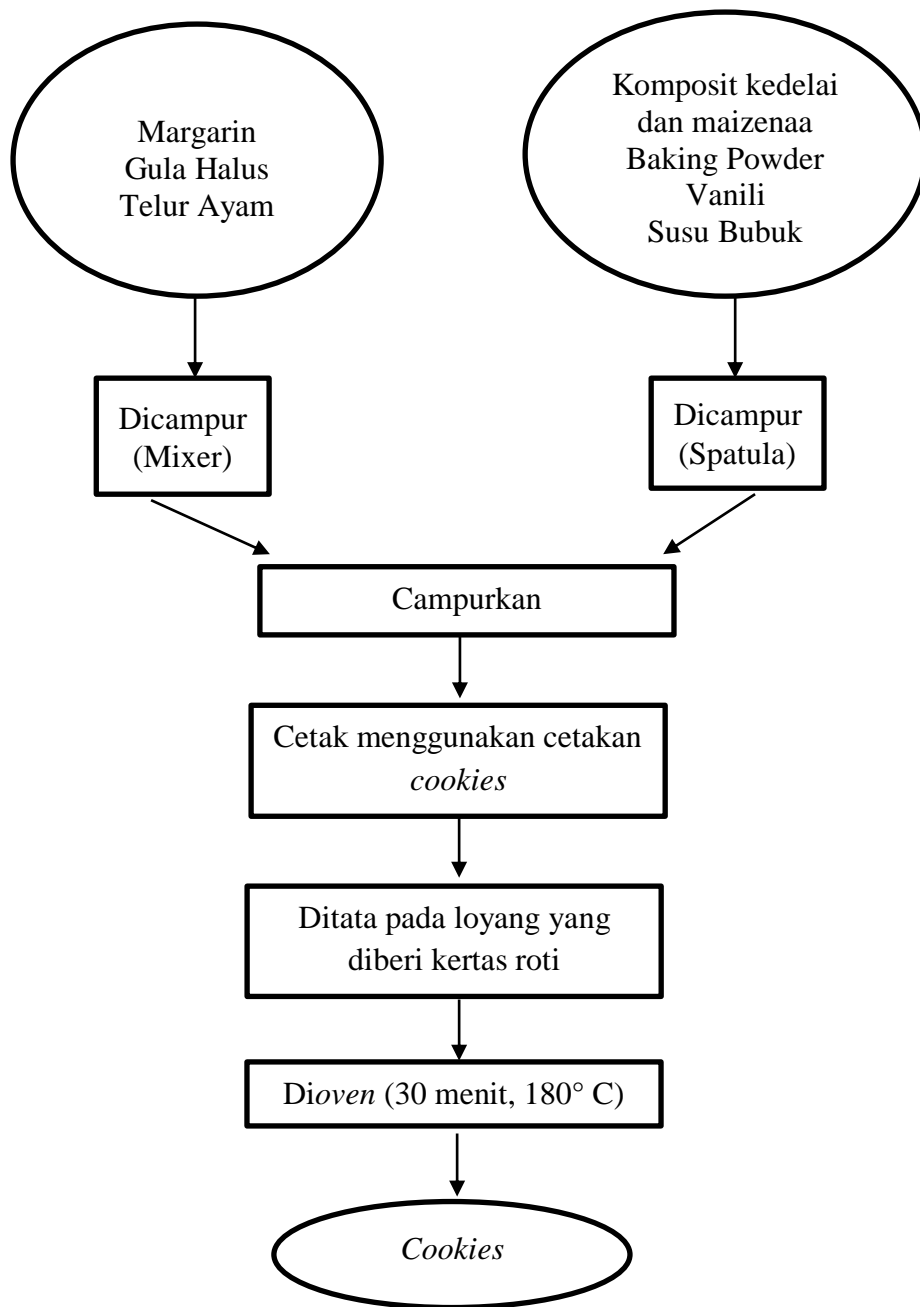 Margarin
Gula Halus
Telur Ayam
Komposit kedelai
dan maizenaa
Baking Powder
Vanili
Susu Bubuk
Dicampur
(Mixer)
Dicampur
(Spatula)
Campurkan
Cetak menggunakan cetakan
cookies
Ditata pada loyang yang
diberi kertas roti
Dioven (30 menit, 180° C)
Cookies